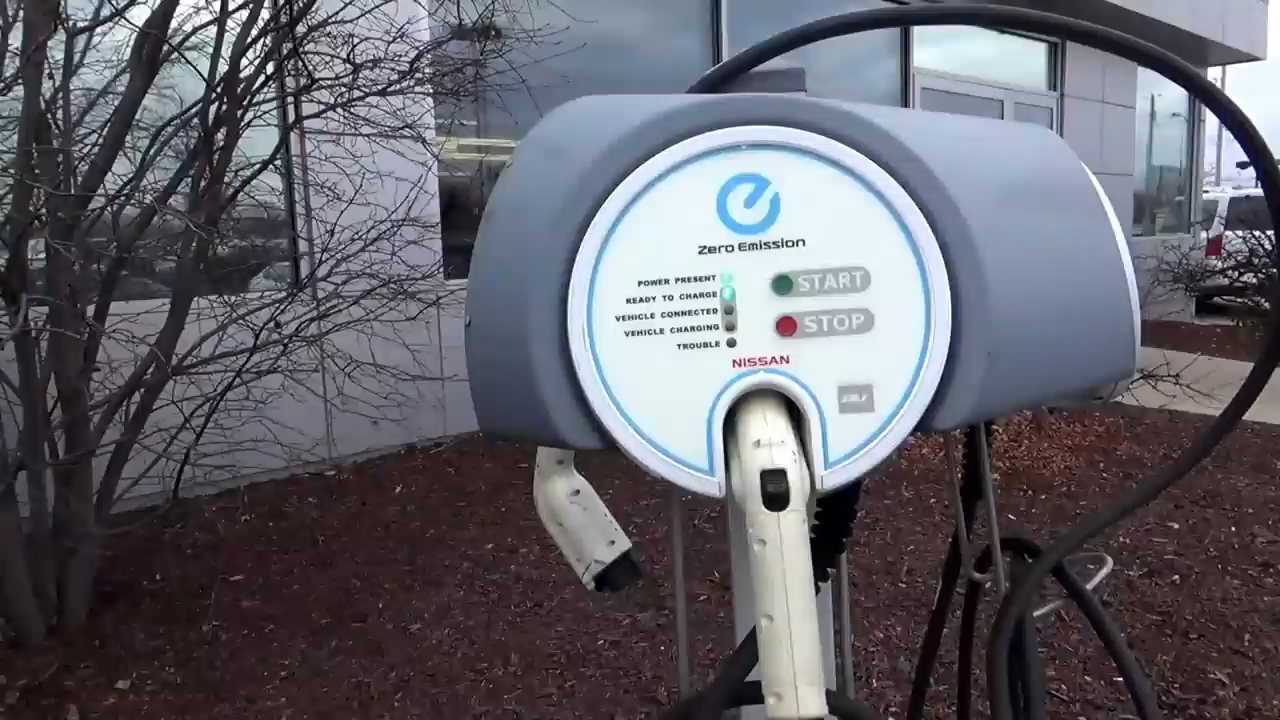 Zero Emission
POWER PRESENT
READY TO CHARGE
VEHICLE CONNECTED
VEHICLE CHARGING
TROUBLE
START
STOP
NISSAN